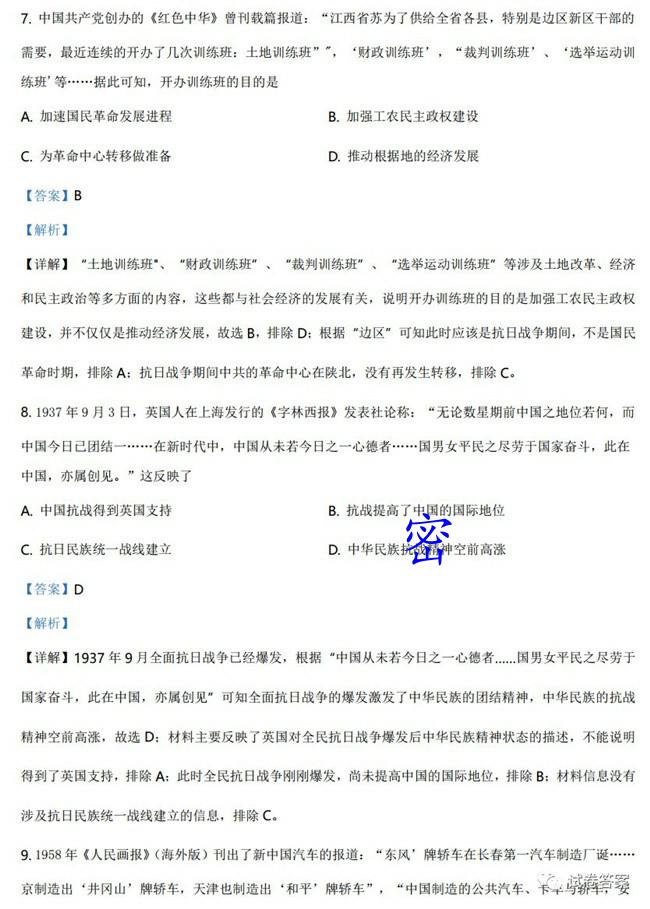 7. 中国共产党创办的《红色中华》曾刊载篇报道：“江西省苏为了供给全省各县，特别是边区新区干部的
需要，最近连续的开办了几次训练班：土地训练班”"，‘财政训练班’，“裁判训练班’、‘选举运动训
练班'等……据此可知，开办训练班的目的是
A. 加速国民革命发展进程 B. 加强工农民主政权建设
C. 为革命中心转移做准备 D. 推动根据地的经济发展
【答案】B
【解析】
【详解】“土地训练班"、“财政训练班”、“裁判训练班”、“选举运动训练班”等涉及土地改革、经济
和民主政治等多方面的内容，这些都与社会经济的发展有关，说明开办训练班的目的是加强工农民主政权
建设，并不仅仅是推动经济发展，故选 B，排除 D；根据“边区”可知此时应该是抗日战争期间，不是国民
革命时期，排除 A；抗日战争期间中共的革命中心在陕北，没有再发生转移，排除 C。
8. 1937 年 9 月 3 日，英国人在上海发行的《字林西报》发表社论称：“无论数星期前中国之地位若何，而
中国今日已团结一……在新时代中，中国从未若今日之一心德者……国男女平民之尽劳于国家奋斗，此在
中国，亦属创见。”这反映了
A. 中国抗战得到英国支持 B. 抗战提高了中国的国际地位
C. 抗日民族统一战线建立 D. 中华民族抗战精神空前高涨
密
【答案】D
【解析】
【详解】1937 年 9 月全面抗日战争已经爆发，根据“中国从未若今日之一心德者......国男女平民之尽劳于
国家奋斗，此在中国，亦属创见”可知全面抗日战争的爆发激发了中华民族的团结精神，中华民族的抗战
精神空前高涨，故选 D；材料主要反映了英国对全民抗日战争爆发后中华民族精神状态的描述，不能说明
得到了英国支持，排除 A；此时全民抗日战争刚刚爆发，尚未提高中国的国际地位，排除 B；材料信息没有
涉及抗日民族统一战线建立的信息，排除 C。
9. 1958 年《人民画报》（海外版）刊出了新中国汽车的报道：“东风’牌轿车在长春第一汽车制造厂诞……
京制造出‘井冈山’牌轿车，天津也制造出‘和平’牌轿车”，“中国制造的公共汽车、卡车与轿车，安
试卷答案